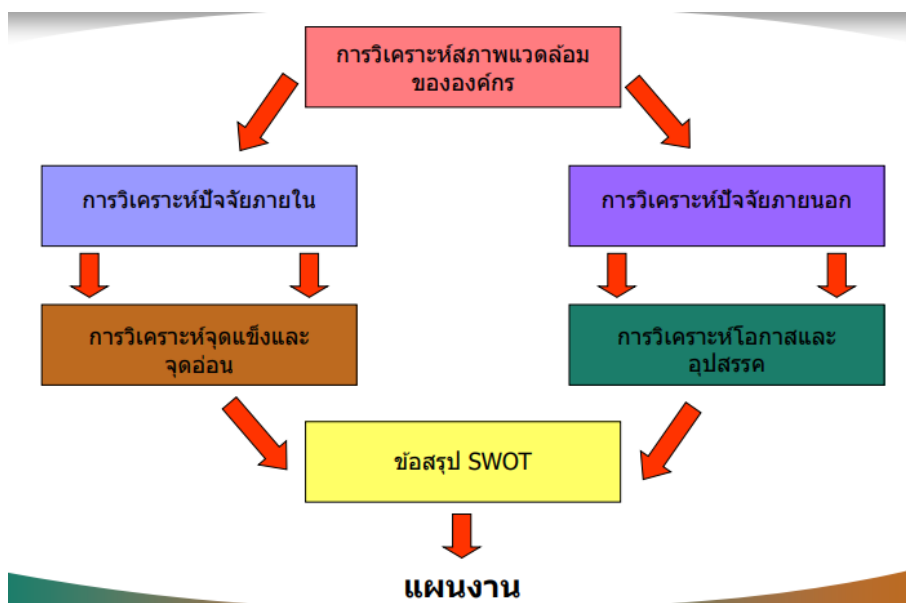 การวิเคราะห์สภาพแวดล้อม
ขององค์กร
การวิเคราะห์ปัจจัยภายใน
การวิเคราะห์ปัจจัยภายนอก
การวิเคราะห์จุดแข็งและ
จุดอ่อน
การวิเคราะห์โอกาสและ
อุปสรรค
ข้อสรุป SWOT
แผนงาน